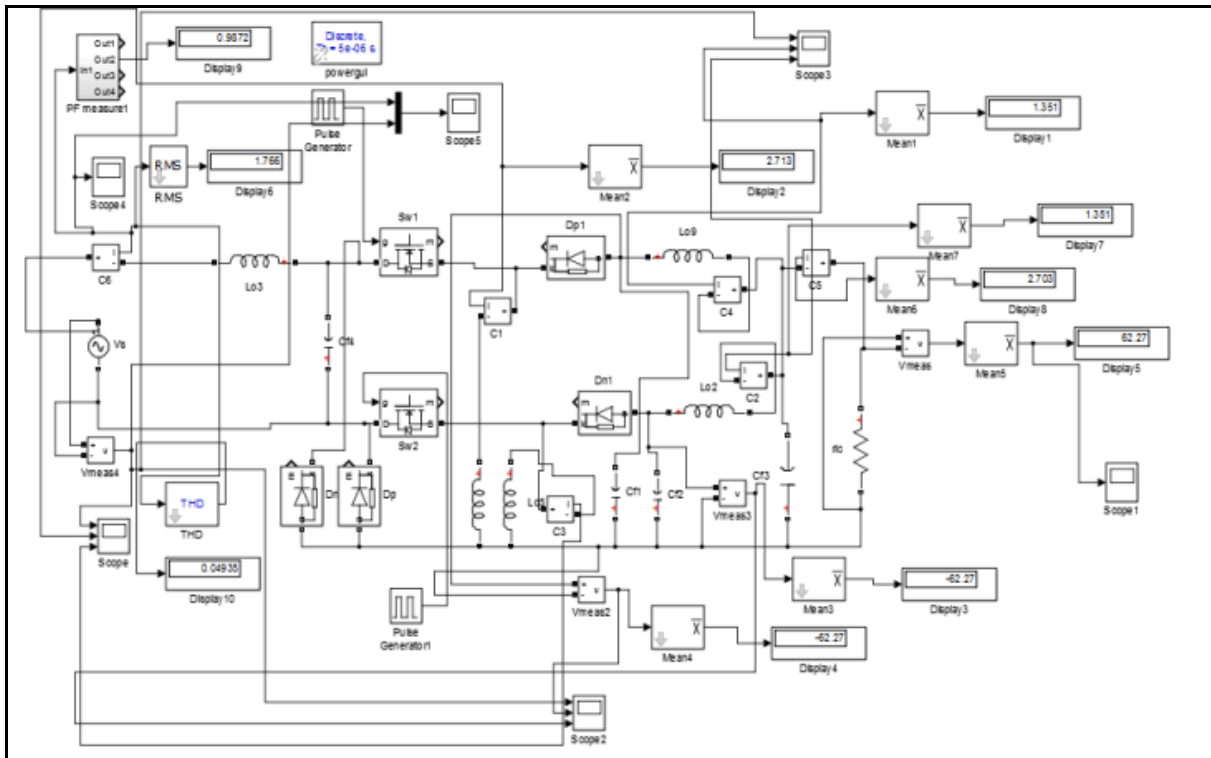 Out1
Out2
Out3
Out4
In1
PF measure1
0.9872
Display9
Discrete,
= 5e-06 s
powergui
Scope3
Pulse
Generator
Scope5
Mean1
1.351
Display1
Scope4
RMS
RMS
1.766
Display6
Mean2
2.713
Display2
Sw1
g
m
D
S
Dp1
m
Lo9
Mean7
1.351
Display7
C6
Lo3
C1
C4
C5
Mean6
2.703
Display8
Vs
Cf4
Vmeas
Mean5
62.27
Display5
C2
Dn1
m
Lo2
Sw2
g
m
D
S
Vmeas4
Dn
Dp
C3
Cf1
Cf2
Vmeas3
Cf3
rlo
Scope1
THD
THD
Scope
0.04935
Display10
Pulse
Generator1
Vmeas2
Mean4
-62.27
Display4
Mean3
-62.27
Display3
Scope2